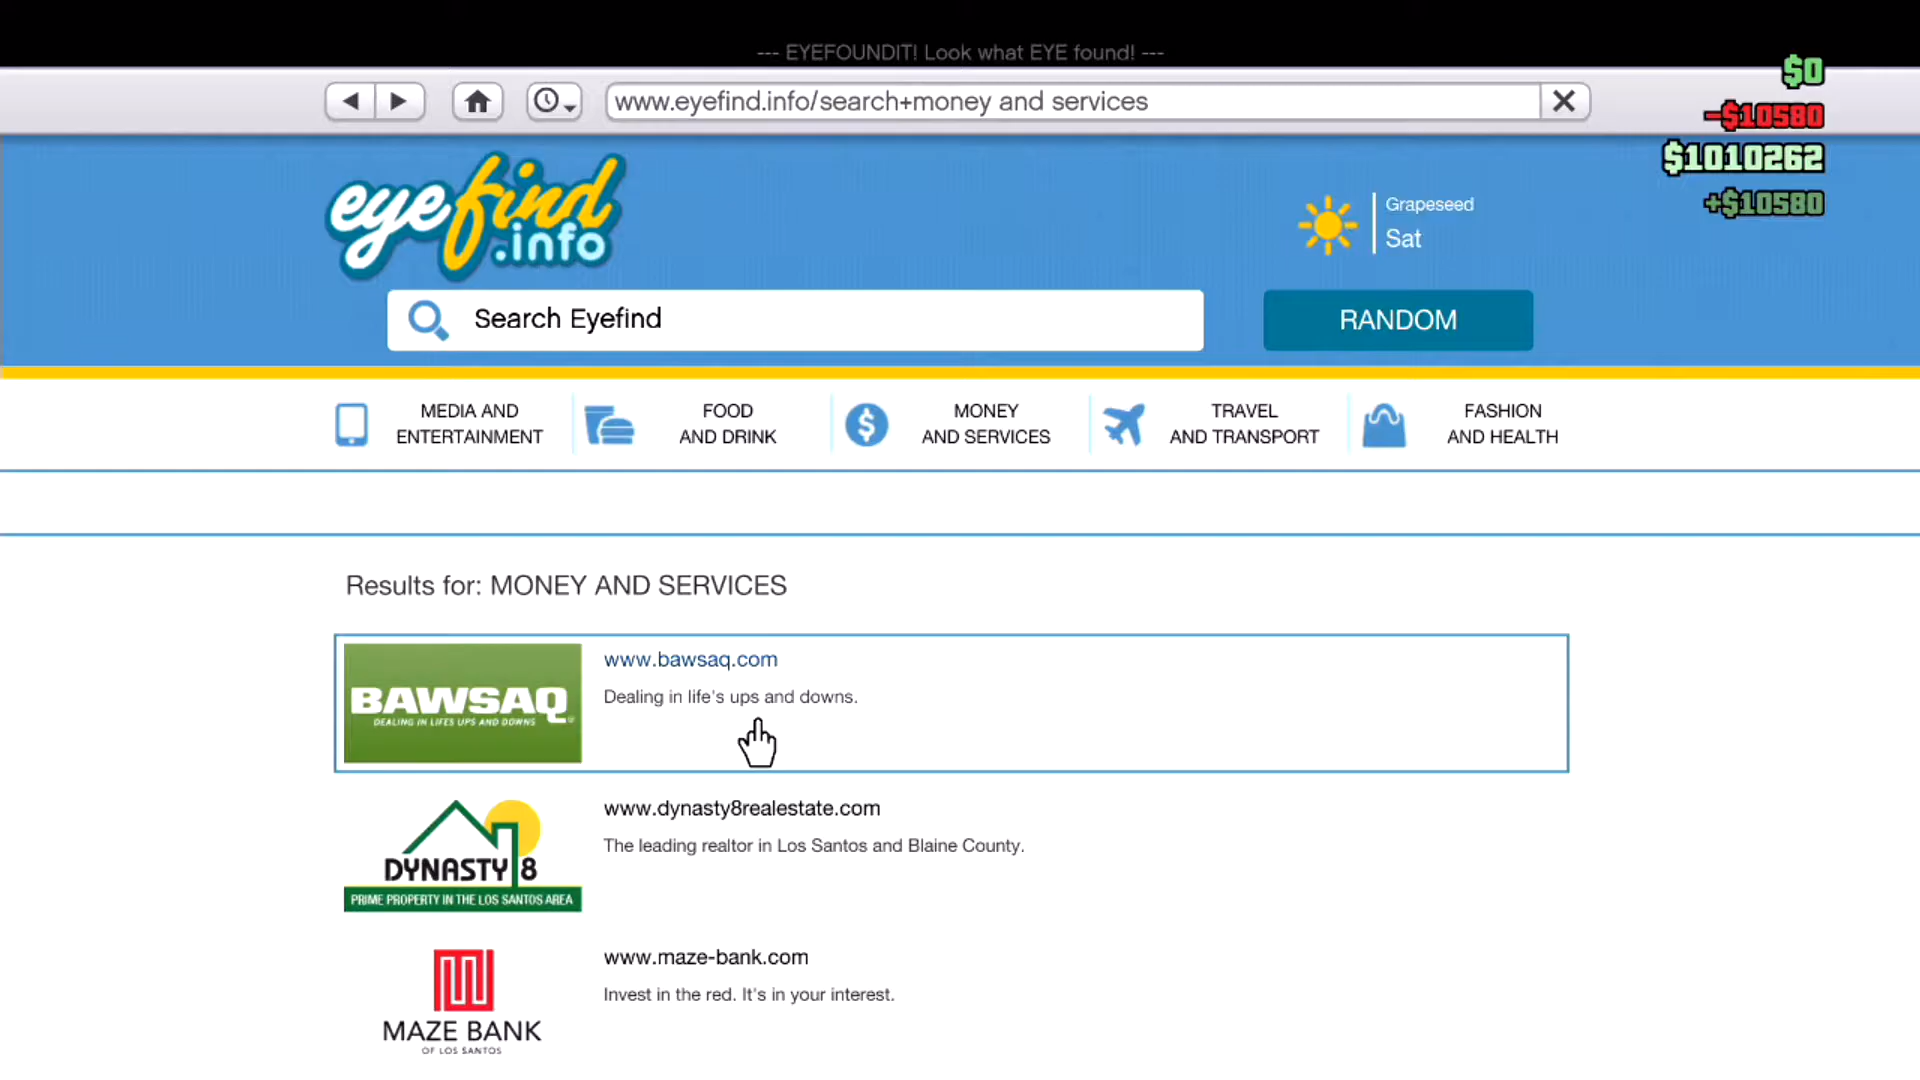 --- EYEFOUNDIT! Look what EYE found! ---
$0
www.eyefind.info/search+money and services
-$10580
$1010262
+$10580
eyefind
.info
Grapeseed
Sat
Search Eyefind
RANDOM
MEDIA AND
ENTERTAINMENT
FOOD
AND DRINK
MONEY
AND SERVICES
TRAVEL
AND TRANSPORT
FASHION
AND HEALTH
Results for: MONEY AND SERVICES
BAWSAQ
DEALING IN LIFES UPS AND DOWNS
www.bawsaq.com
Dealing in life's ups and downs.
DYNASTY 8
PRIME PROPERTY IN THE LOS SANTOS AREA
www.dynasty8realestate.com
The leading realtor in Los Santos and Blaine County.
MAZE BANK
OF LOS SANTOS
www.maze-bank.com
Invest in the red. It's in your interest.